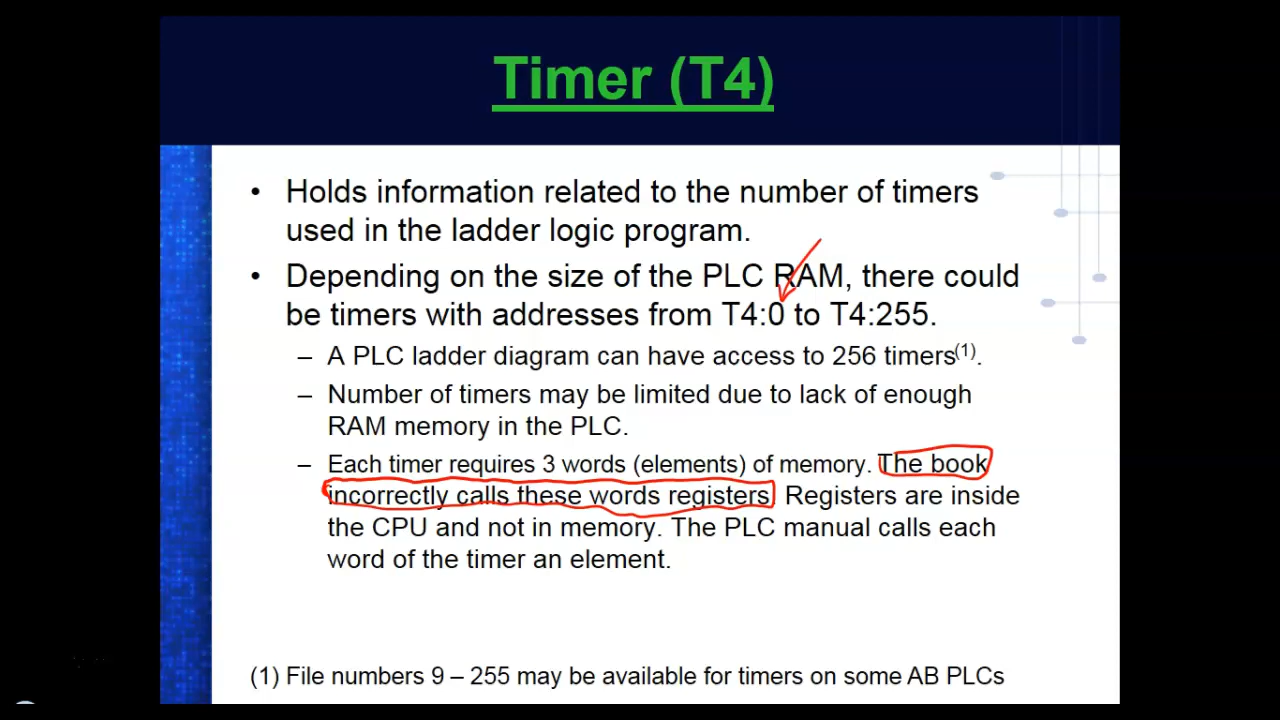 Timer (T4)
• Holds information related to the number of timers
used in the ladder logic program.
• Depending on the size of the PLC RAM, there could
be timers with addresses from T4:0 to T4:255.
– A PLC ladder diagram can have access to 256 timers(1).
– Number of timers may be limited due to lack of enough
RAM memory in the PLC.
– Each timer requires 3 words (elements) of memory. The book
incorrectly calls these words registers. Registers are inside
the CPU and not in memory. The PLC manual calls each
word of the timer an element.
(1) File numbers 9 – 255 may be available for timers on some AB PLCs